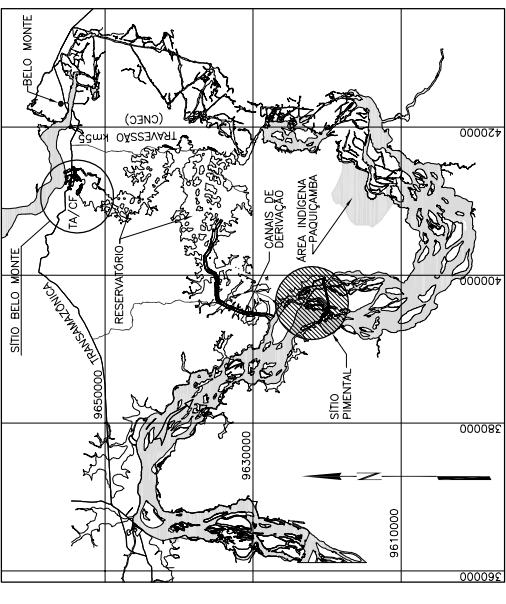 BELO MONTE
SÍTIO BELO MONTE
TA/CF
TRANSAMAZÔNICA
TRAVESSÃO km55
(CNEC)
RESERVATÓRIO
CANAIS DE
DERIVAÇÃO
ÁREA INDÍGENA
PAQUIÇAMBA
SÍTIO
PIMENTAL
N
9650000
9630000
9610000
420000
400000
380000
360000